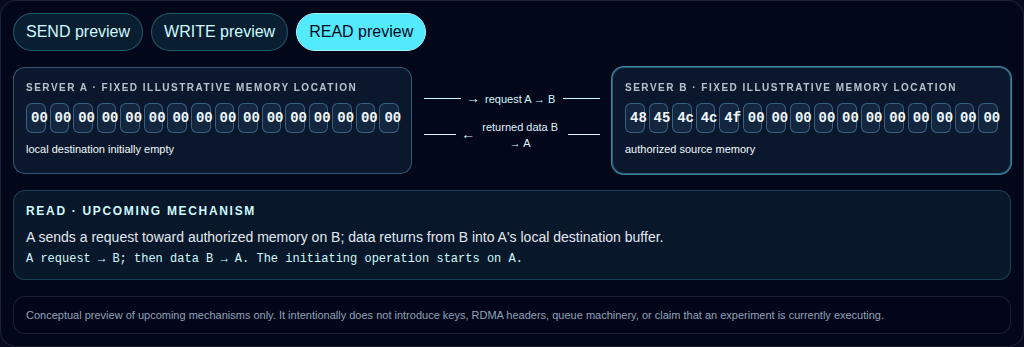 SEND preview WRITE preview READ preview
SERVER A · FIXED ILLUSTRATIVE MEMORY LOCATION
00 00 00 00 00 00 00 00 00 00 00 00 00 00 00 00
local destination initially empty
→ request A → B
← returned data B
→ A
SERVER B · FIXED ILLUSTRATIVE MEMORY LOCATION
48 45 4c 4c 4f 00 00 00 00 00 00 00 00 00 00 00
authorized source memory
READ · UPCOMING MECHANISM
A sends a request toward authorized memory on B; data returns from B into A's local destination buffer.
A request → B; then data B → A. The initiating operation starts on A.
Conceptual preview of upcoming mechanisms only. It intentionally does not introduce keys, RDMA headers, queue machinery, or claim that an experiment is currently executing.